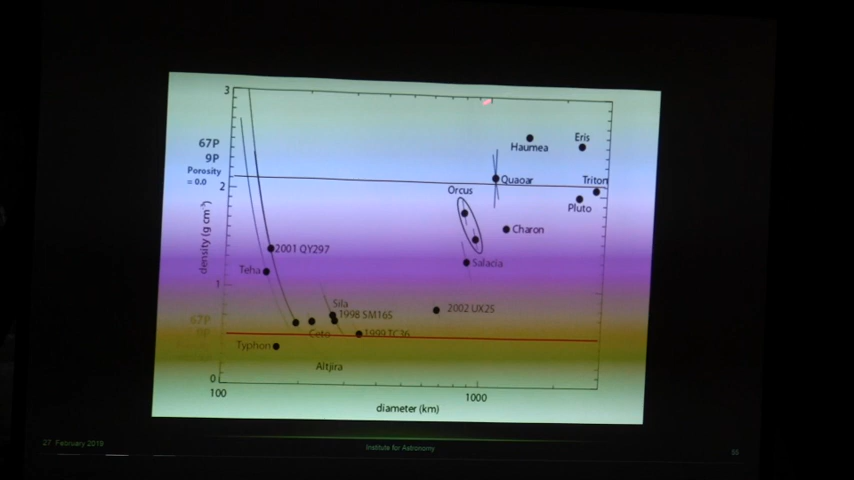 3
67P
9P
Porosity
= 0.0
2
density (g cm⁻³)
1
67P
0
100
1000
diameter (km)
Haumea
Eris
Quaoar
Triton
Orcus
Pluto
Charon
Salacia
2001 QY297
Teha
Sila
1998 SM165
2002 UX25
Ceto
1999 TC36
Typhon
Altjira
27 February 2019
Institute for Astronomy
55